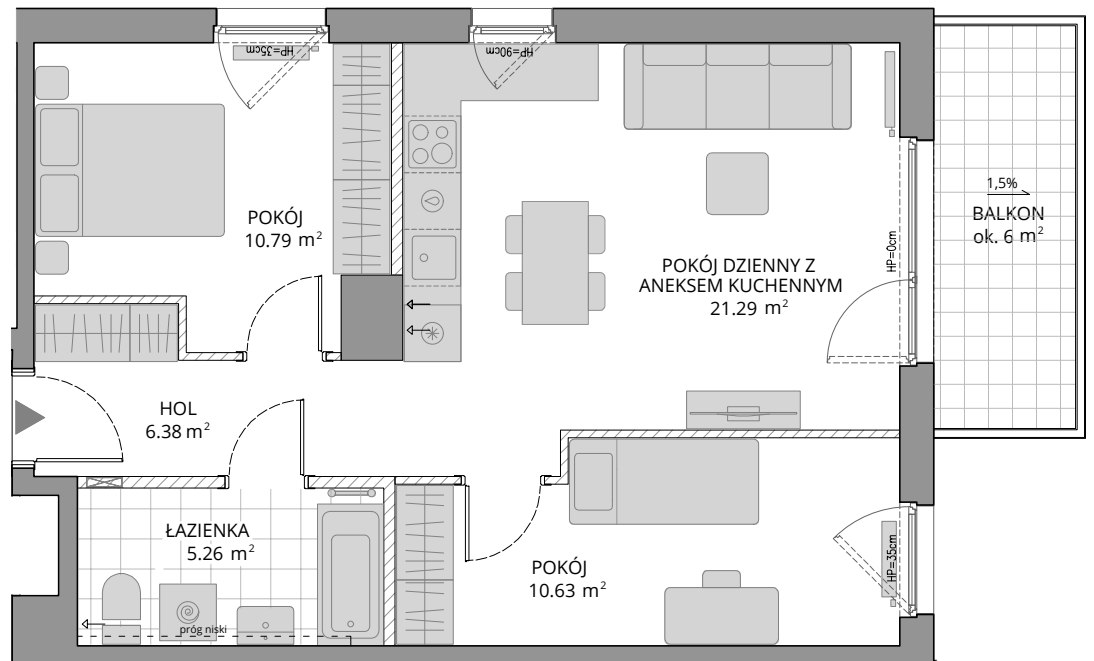 HP=35cm
HP=90cm
POKÓJ
10.79 m²
1,5%
BALKON
ok. 6 m²
HP=0cm
POKÓJ DZIENNY Z
ANEKSEM KUCHENNYM
21.29 m²
HOL
6.38 m²
ŁAZIENKA
5.26 m²
próg niski
POKÓJ
10.63 m²
HP=35cm